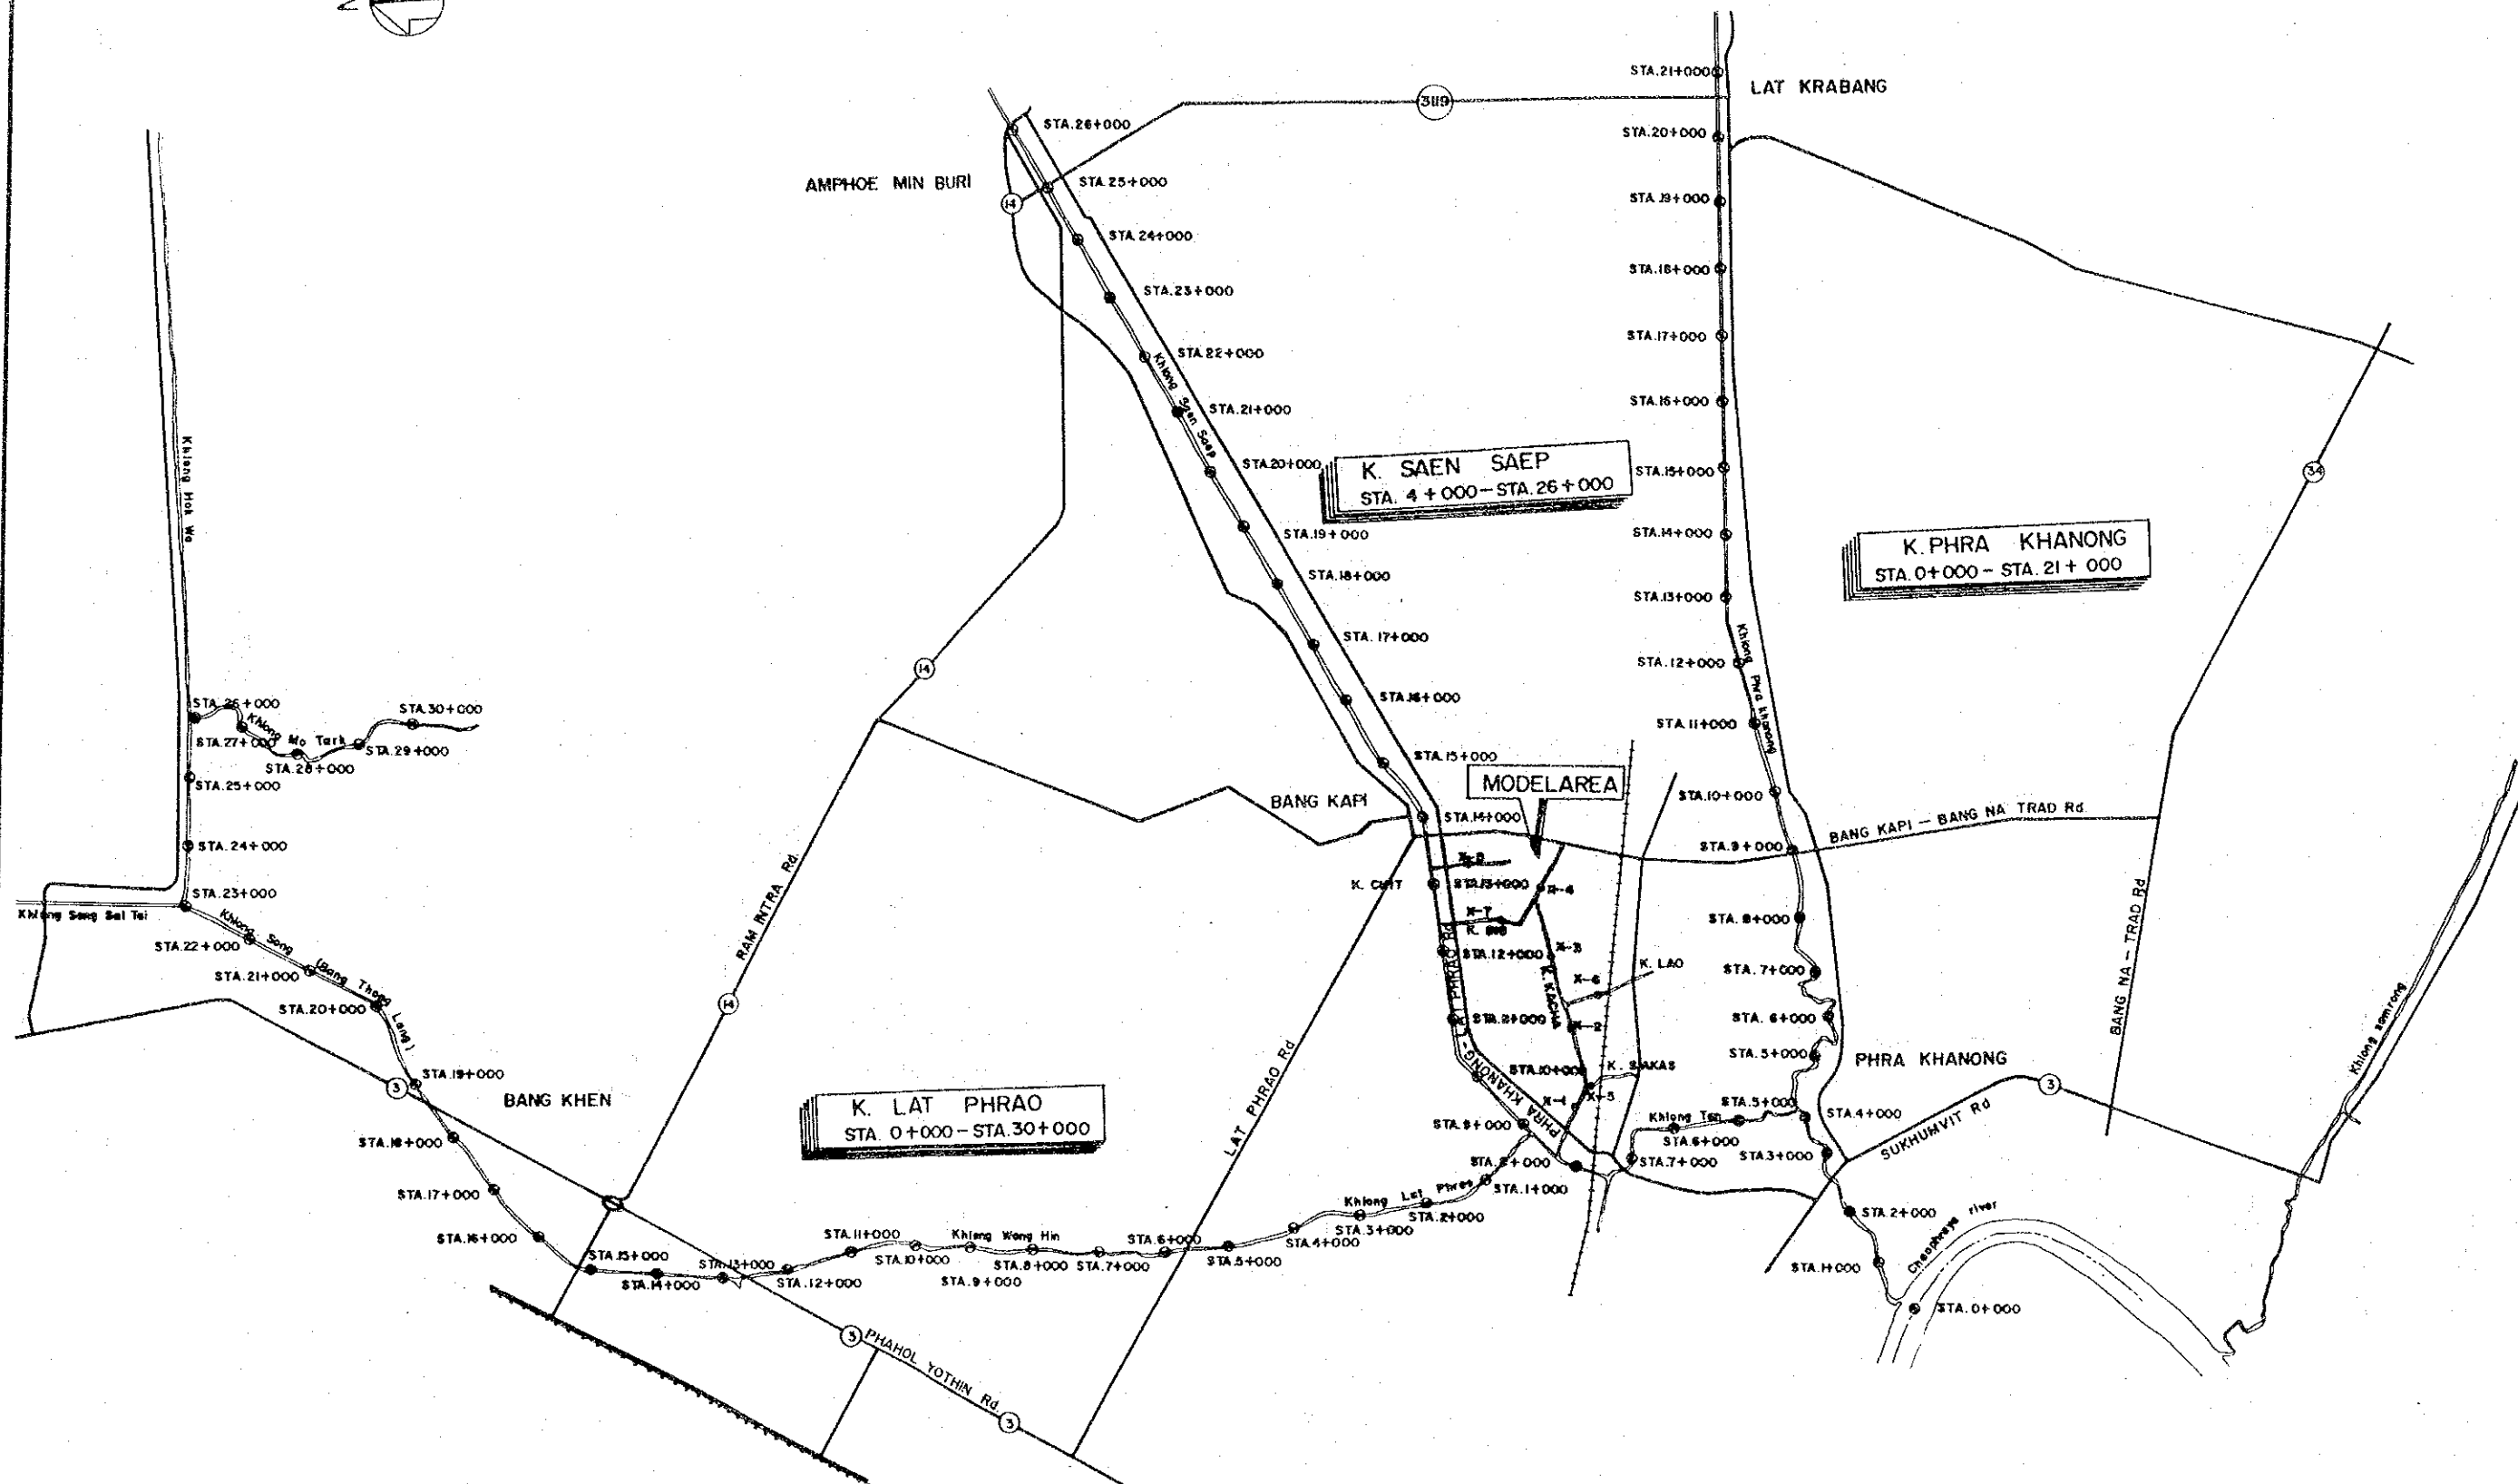 STA.21+000
LAT KRABANG
3119
STA.20+000
STA.19+000
STA.18+000
STA.17+000
STA.16+000
STA.15+000
STA.14+000
STA.13+000
STA.12+000
STA.11+000
STA.10+000
STA.9+000
STA.8+000
STA.7+000
STA.6+000
STA.5+000
Khlong Phra khanong
STA.26+000
AMPHOE MIN BURI
14
STA.25+000
STA.24+000
STA.23+000
STA.22+000
Khlong Saen Saep
STA.21+000
STA.20+000
STA.19+000
STA.18+000
STA.17+000
STA.16+000
STA.15+000
STA.14+000
K. SAEN SAEP
STA. 4+000-STA.26+000
K. PHRA KHANONG
STA.0+000-STA.21+000
34
Khlong Hok Wa
STA.26+000
STA.27+000
Khlong Mo Tark
STA.28+000
STA.29+000
STA.30+000
STA.25+000
STA.24+000
STA.23+000
Khlong Song
(Bang Thong Lang)
STA.22+000
STA.21+000
STA.20+000
STA.19+000
3
BANG KHEN
STA.18+000
STA.17+000
STA.16+000
STA.15+000
STA.14+000
STA.13+000
STA.12+000
STA.11+000
STA.10+000
Khlong Wang Hin
STA.9+000
STA.8+000
STA.7+000
STA.6+000
STA.5+000
STA.4+000
STA.3+000
Khlong Lat Phrao
STA.2+000
STA.1+000
14
RAM INTRA Rd.
14
K. LAT PHRAO
STA. 0+000-STA.30+000
LAT PHRAO Rd
3
PHAHOL YOTHIN Rd.
3
BANG KAPI
MODELAREA
BANG KAPI - BANG NA TRAD Rd.
STA.13+000
X-4
X-7
STA.12+000
X-3
K. KACHA
X-6
K. LAO
X-2
STA.10+000
X-1
X-5
PHRA KHANONG-
STA.9+000
Khlong Tan
STA.5+000
STA.6+000
STA.7+000
STA.4+000
STA.3+000
STA.2+000
STA.1+000
STA.0+000
PHRA KHANONG
SUKHUMVIT Rd
3
BANG NA-TRAD Rd
Khlong samrong
Chaophraya river